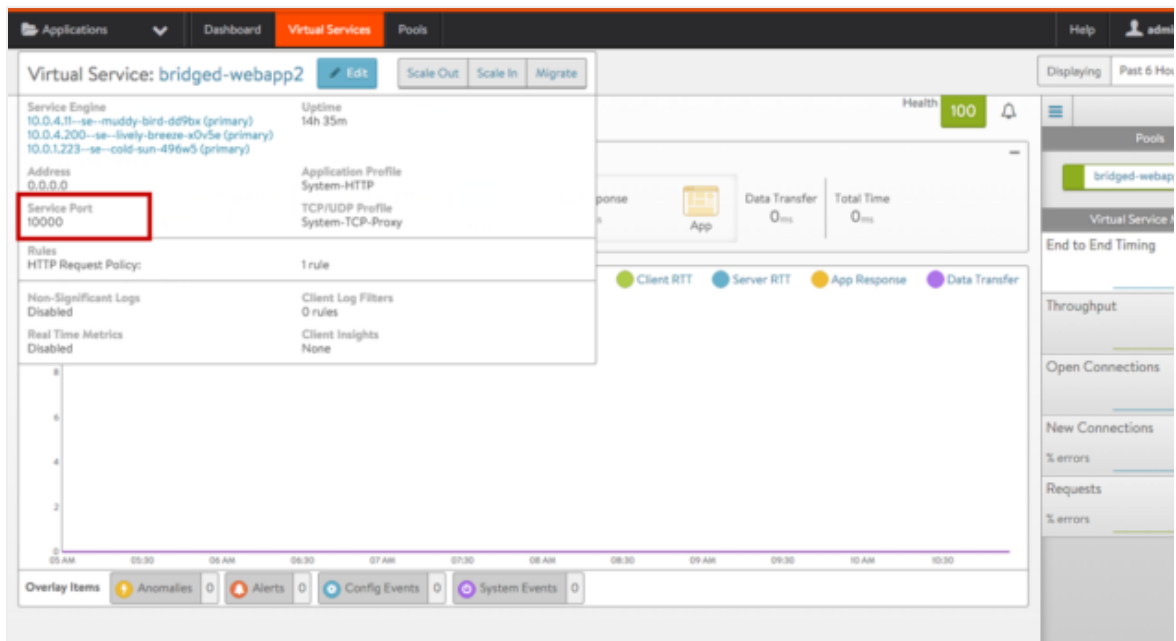 Applications Dashboard Virtual Services Pools Help
Virtual Service: bridged-webapp2 Edit Scale Out Scale In Migrate Displaying Past 6
Service Engine Uptime
10.0.4.11--se--muddy-bird-dd9bx (primary) 14h 35m
10.0.4.200--se--lively-breeze-x0v5e (primary)
10.0.1.223--se--cold-sun-496w5 (primary)
Health 100
Pools
Address Application Profile
0.0.0.0 System-HTTP
Service Port TCP/UDP Profile
10000 System-TCP-Proxy
App
Data Transfer Total Time
0ms 0ms
Virtual Service
End to End Timing
Rules
HTTP Request Policy: 1 rule
Client RTT Server RTT App Response Data Transfer
Non-Significant Logs Client Log Filters
Disabled 0 rules
Real Time Metrics Client Insights
Disabled None
Throughput
Open Connections
New Connections
% errors
Requests
% errors
8
6
4
2
0
05 AM 05:30 06 AM 06:30 07 AM 07:30 08 AM 08:30 09 AM 09:30 10 AM 10:30
Overlay Items Anomalies 0 Alerts 0 Config Events 0 System Events 0